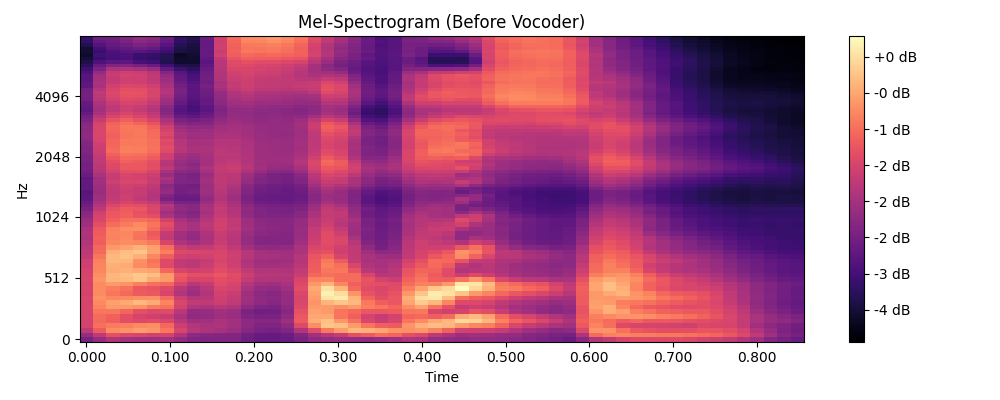 Mel-Spectrogram (Before Vocoder)
Hz
4096
2048
1024
512
0
0.000 0.100 0.200 0.300 0.400 0.500 0.600 0.700 0.800
Time
+0 dB
-0 dB
-1 dB
-2 dB
-2 dB
-2 dB
-3 dB
-4 dB